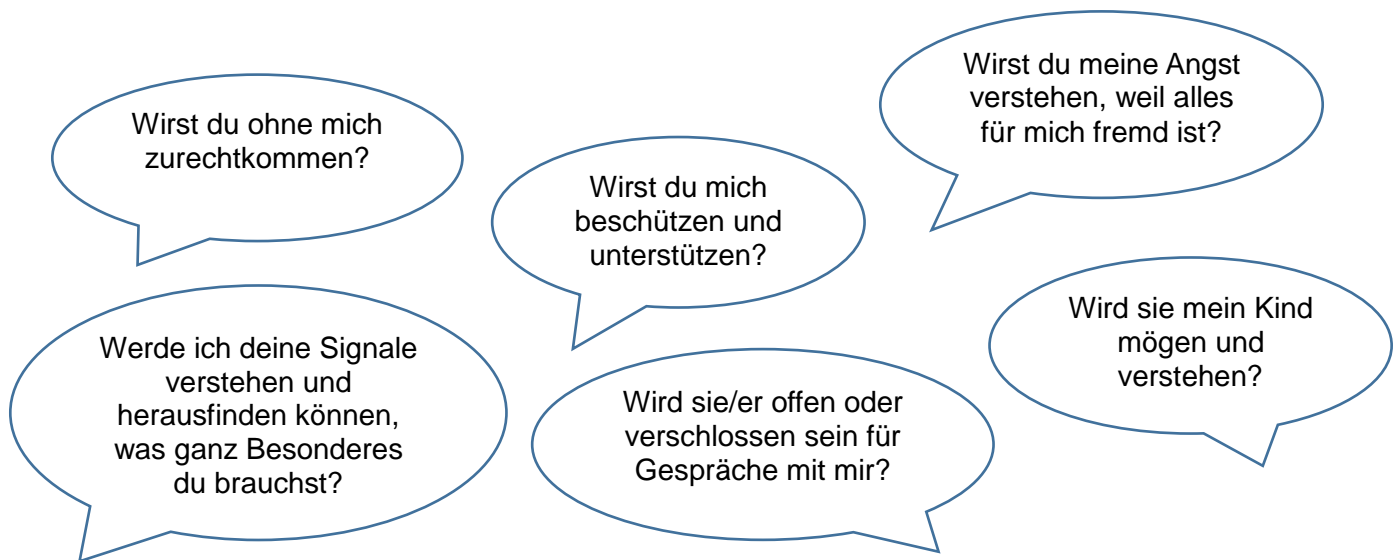 Wirst du ohne mich
zurechtkommen?
Wirst du mich
beschützen und
unterstützen?
Wirst du meine Angst
verstehen, weil alles
für mich fremd ist?
Werde ich deine Signale
verstehen und
herausfinden können,
was ganz Besonderes
du brauchst?
Wird sie/er offen oder
verschlossen sein für
Gespräche mit mir?
Wird sie mein Kind
mögen und
verstehen?